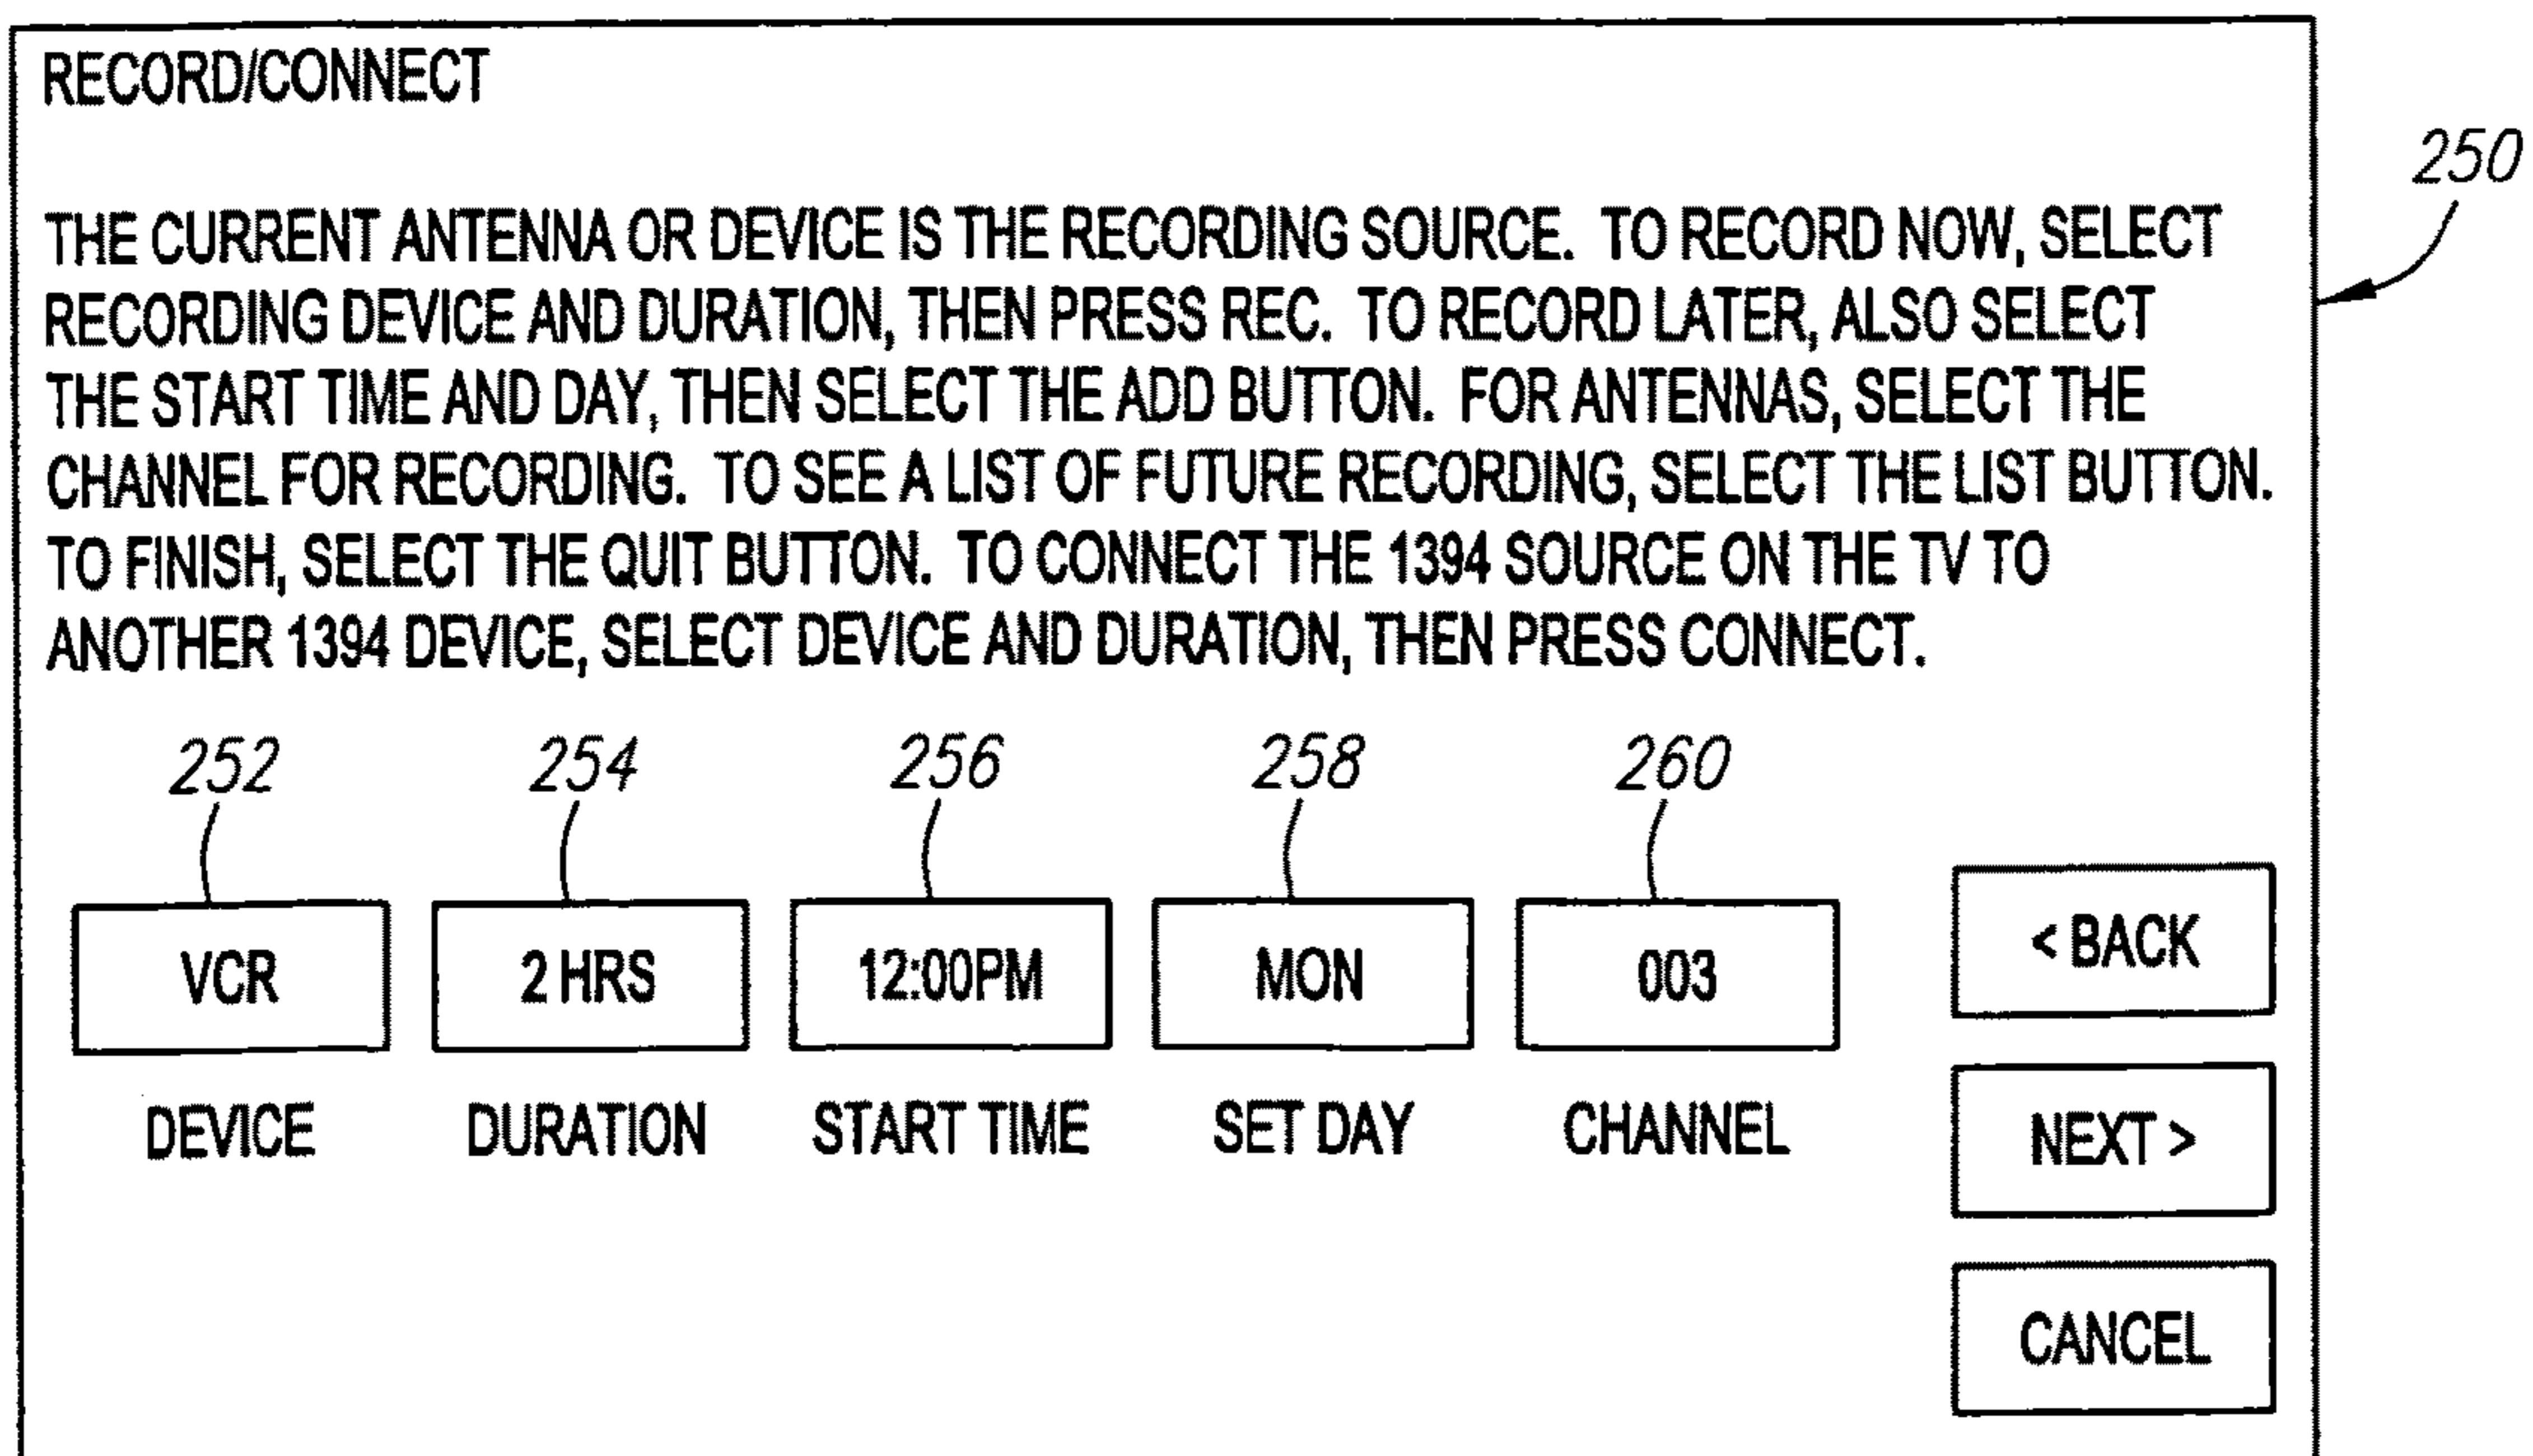 RECORD/CONNECT
250
THE CURRENT ANTENNA OR DEVICE IS THE RECORDING SOURCE. TO RECORD NOW, SELECT
RECORDING DEVICE AND DURATION, THEN PRESS REC. TO RECORD LATER, ALSO SELECT
THE START TIME AND DAY, THEN SELECT THE ADD BUTTON. FOR ANTENNAS, SELECT THE
CHANNEL FOR RECORDING. TO SEE A LIST OF FUTURE RECORDING, SELECT THE LIST BUTTON.
TO FINISH, SELECT THE QUIT BUTTON. TO CONNECT THE 1394 SOURCE ON THE TV TO
ANOTHER 1394 DEVICE, SELECT DEVICE AND DURATION, THEN PRESS CONNECT.
252 254 256 258 260
VCR 2 HRS 12:00PM MON 003 < BACK
DEVICE DURATION START TIME SET DAY CHANNEL NEXT >
CANCEL